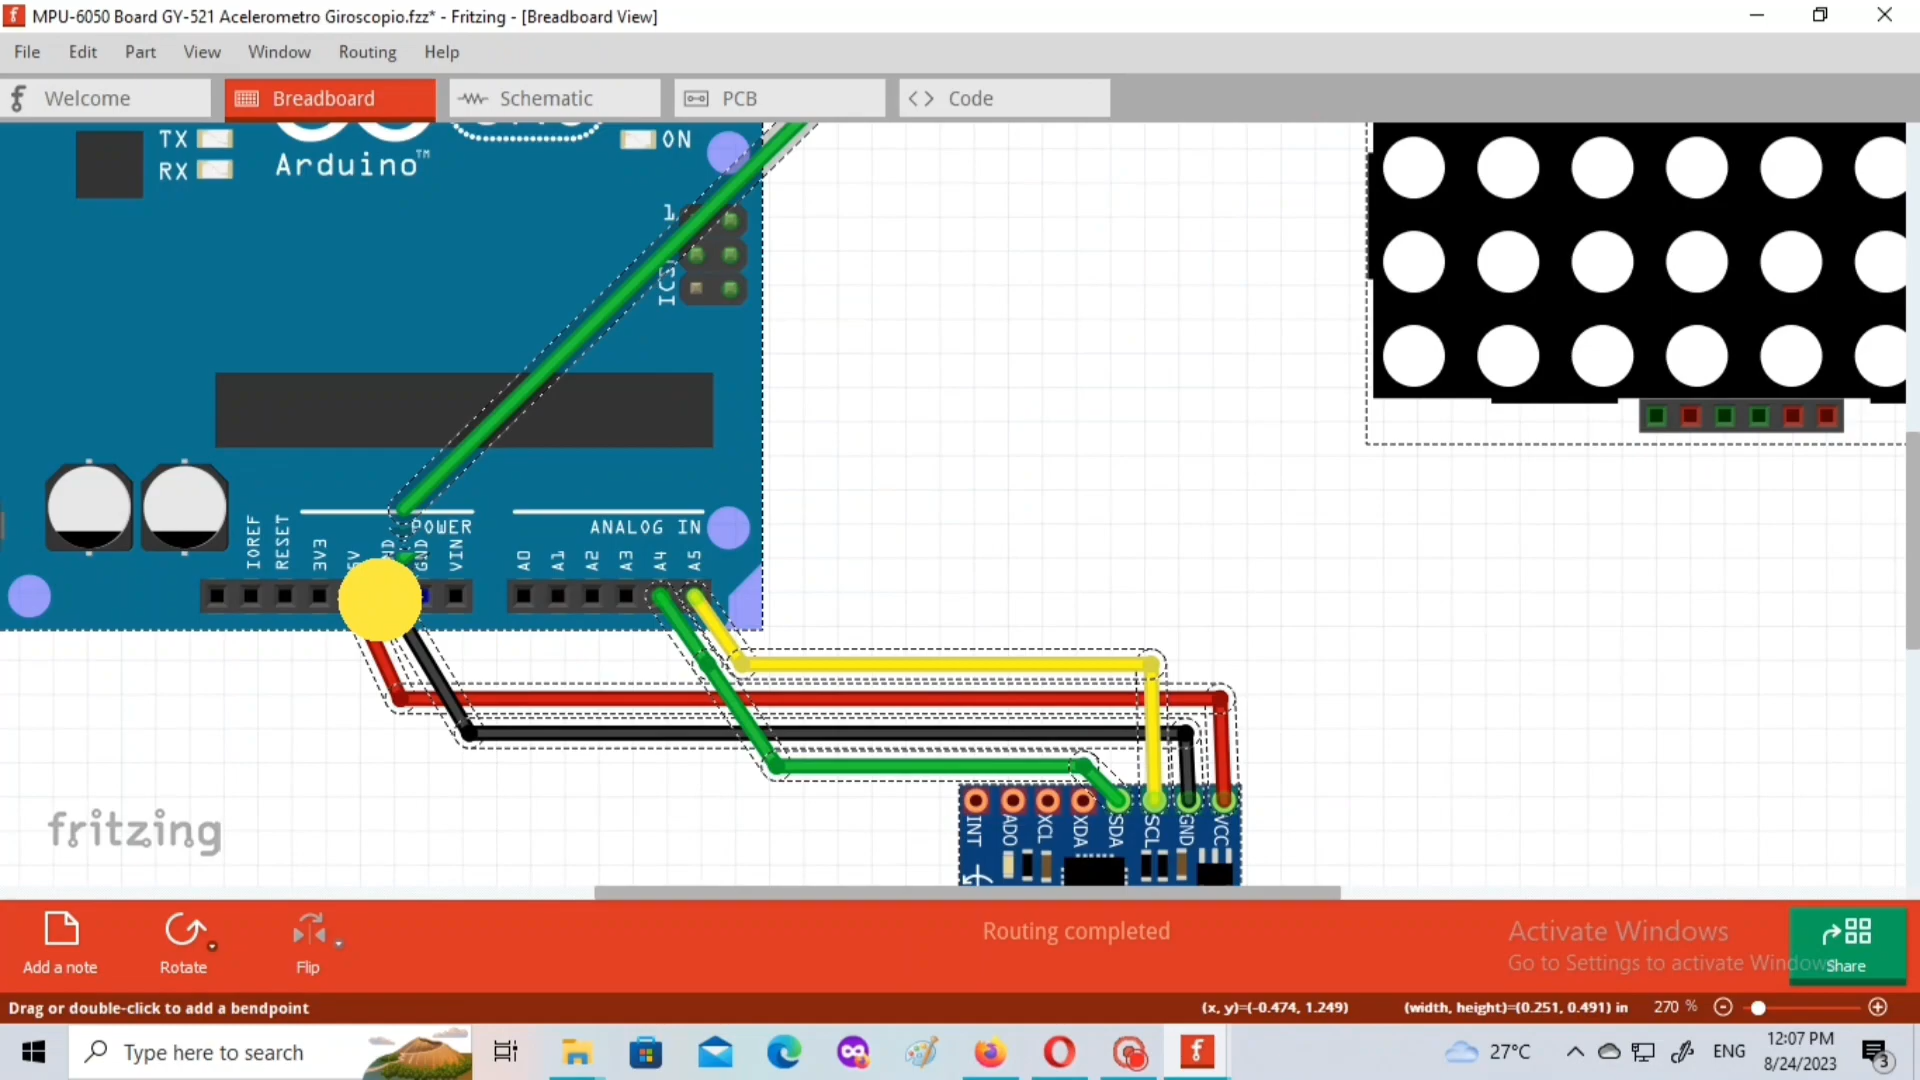 MPU-6050 Board GY-521 Acelerometro Giroscopio.fzz* - Fritzing - [Breadboard View]
File Edit Part View Window Routing Help
Welcome Breadboard Schematic PCB Code
TX
RX
Arduino™
ON
1
POWER
ANALOG IN
IOREF
RESET
3V3
GND
VIN
A0
A1
A2
A3
A4
A5
fritzing
INT
ADO
XCL
XDA
SDA
SCL
GND
VCC
Add a note
Rotate
Flip
Routing completed
Activate Windows
Go to Settings to activate Windows
Share
Drag or double-click to add a bendpoint
(x, y)=(-0.474, 1.249)
(width, height)=(0.251, 0.491) in
270 %
Type here to search
27°C
ENG
12:07 PM
8/24/2023
3